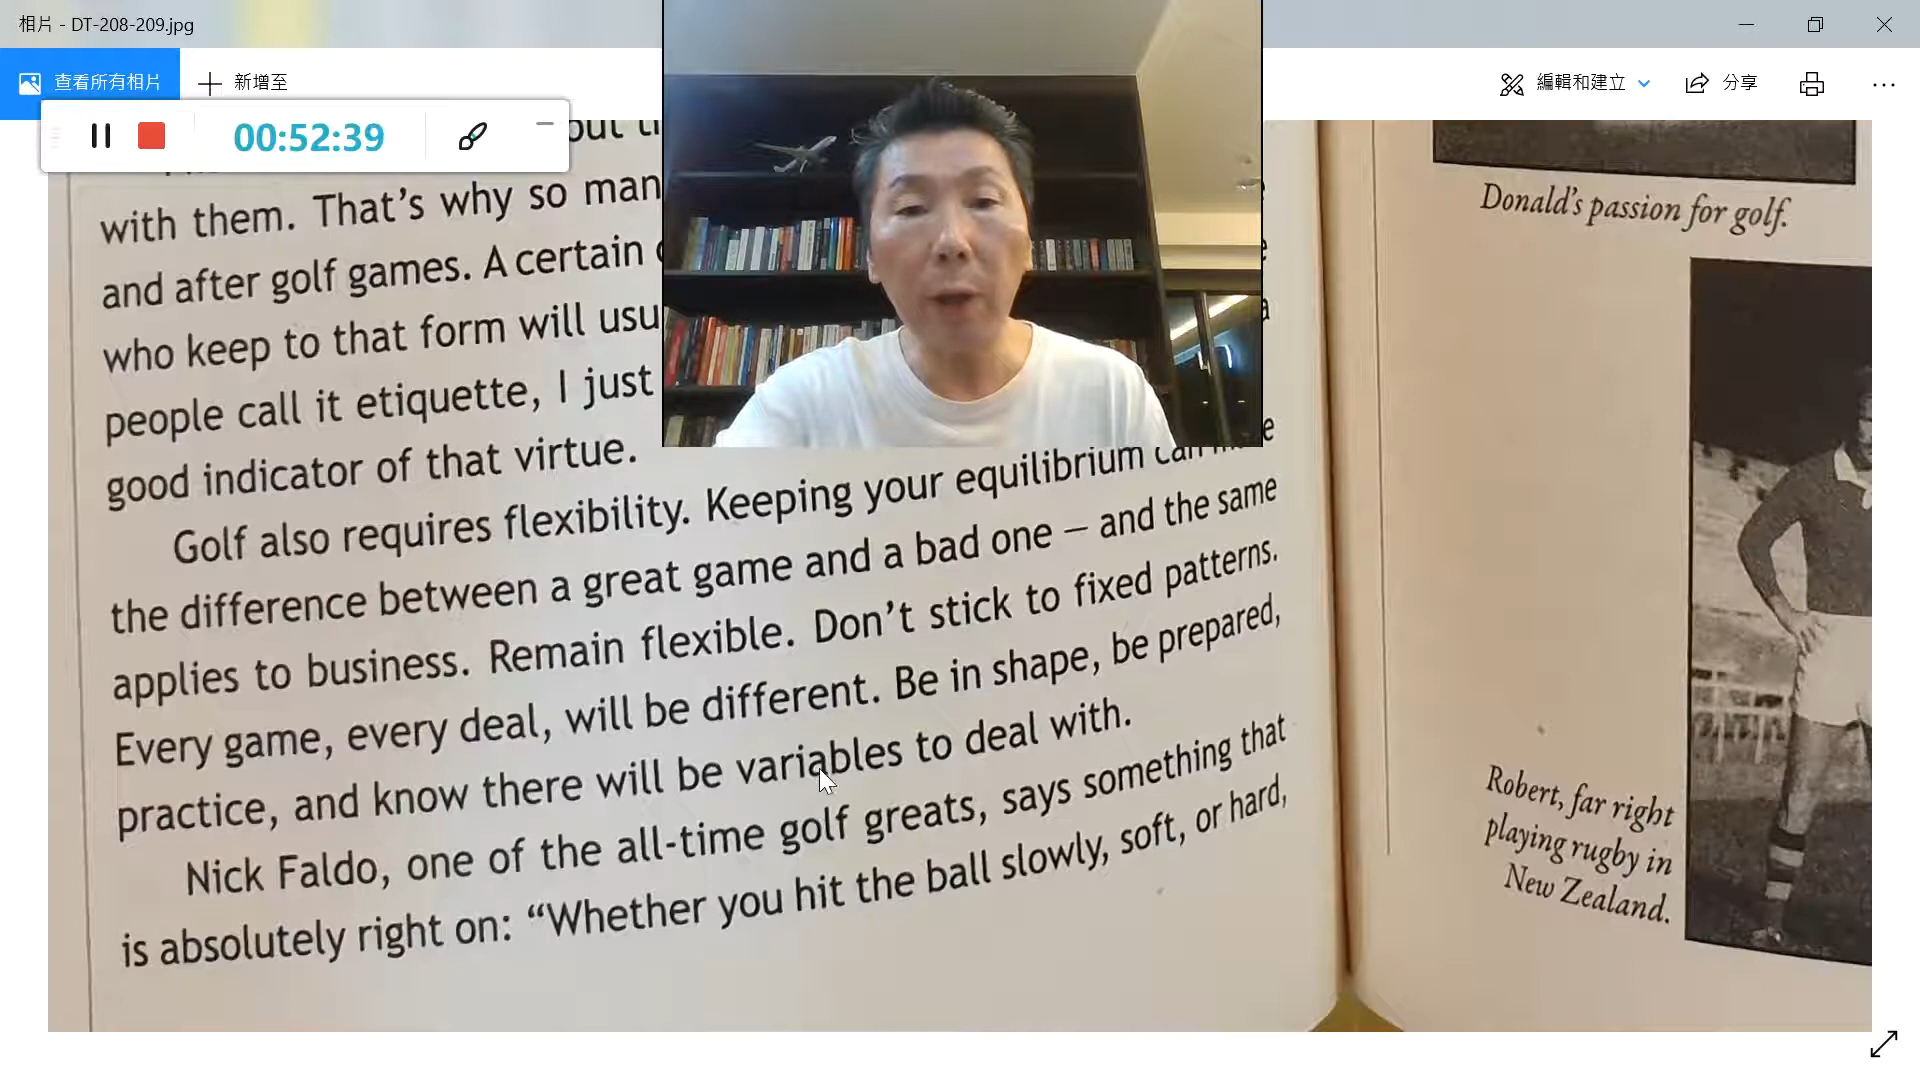 相片 - DT-208-209.jpg
查看所有相片
新增至
編輯和建立
分享
00:52:39
with them. That's why so
and after golf games. A certain
who keep to that form will
people call it etiquette, I just
good indicator of that virtue.
Golf also requires flexibility. Keeping your equilibrium can
the difference between a great game and a bad one – and the same
applies to business. Remain flexible. Don't stick to fixed patterns.
Every game, every deal, will be different. Be in shape, be prepared,
practice, and know there will be variables to deal with.
Nick Faldo, one of the all-time golf greats, says something that
is absolutely right on: “Whether you hit the ball slowly, soft, or hard,
Donald's passion for golf.
Robert, far right
playing rugby in
New Zealand.